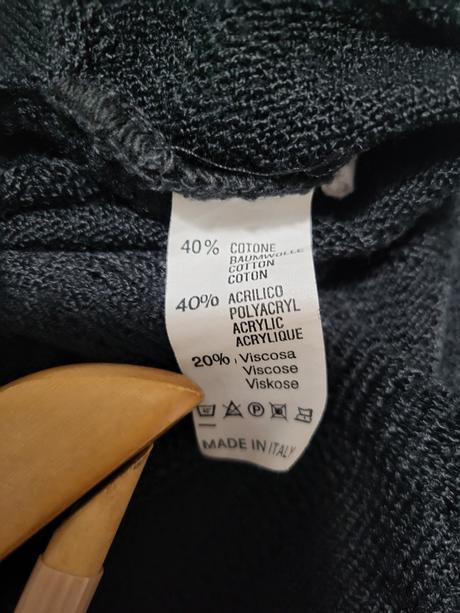 40% COTONE
BAUMWOLLE
COTTON
COTON
40% ACRILICO
POLYACRYL
ACRYLIC
ACRYLIQUE
20% Viscosa
Viscose
Viskose
MADE IN ITALY